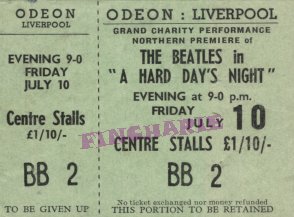 ODEON
LIVERPOOL
EVENING 9-0
FRIDAY
JULY 10
Centre Stalls
£1/10/-
BB 2
TO BE GIVEN UP
ODEON : LIVERPOOL
GRAND CHARITY PERFORMANCE
NORTHERN PREMIERE of
THE BEATLES in
"A HARD DAY'S NIGHT"
EVENING at 9-0 p.m.
FRIDAY
JULY 10
FINCHARIS
CENTRE STALLS £1/10/-
BB 2
No ticket exchanged nor money refunded
THIS PORTION TO BE RETAINED